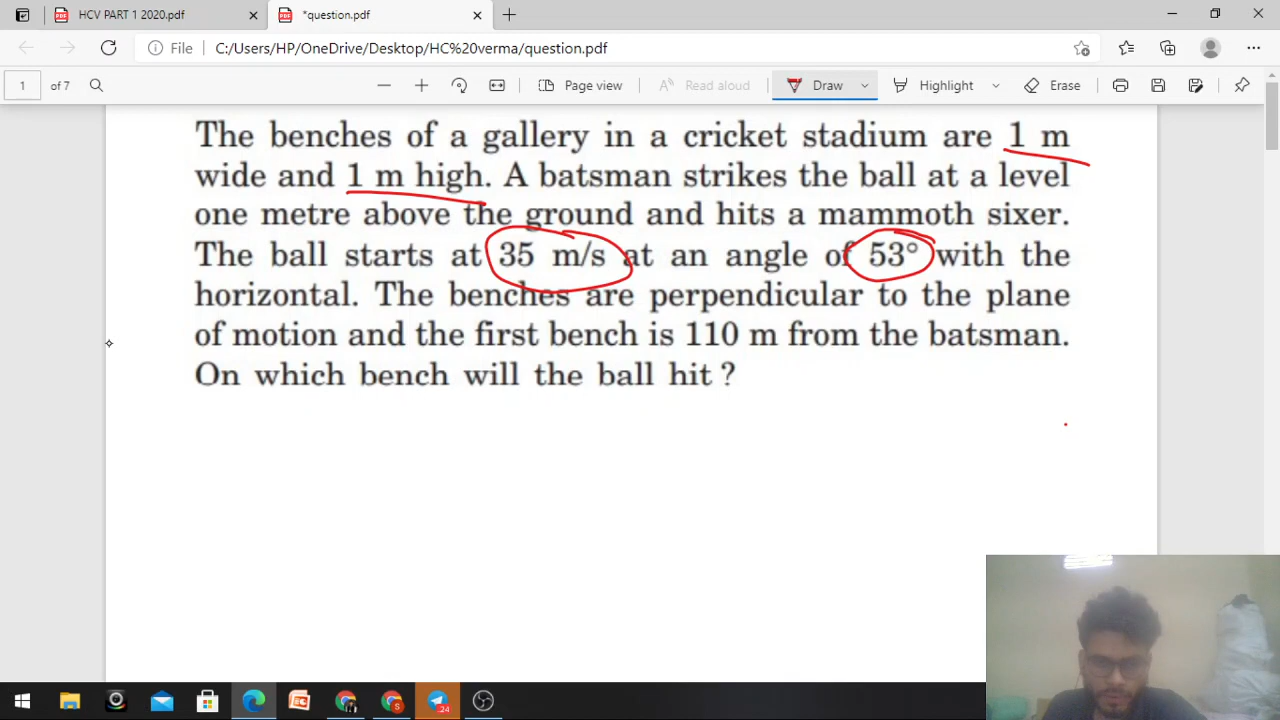 HCV PART 1 2020.pdf
*question.pdf
File
C:/Users/HP/OneDrive/Desktop/HC%20verma/question.pdf
1 of 7
Page view
Read aloud
Draw
Highlight
Erase
The benches of a gallery in a cricket stadium are 1 m
wide and 1 m high. A batsman strikes the ball at a level
one metre above the ground and hits a mammoth sixer.
The ball starts at 35 m/s at an angle of 53° with the
horizontal. The benches are perpendicular to the plane
of motion and the first bench is 110 m from the batsman.
On which bench will the ball hit ?
24